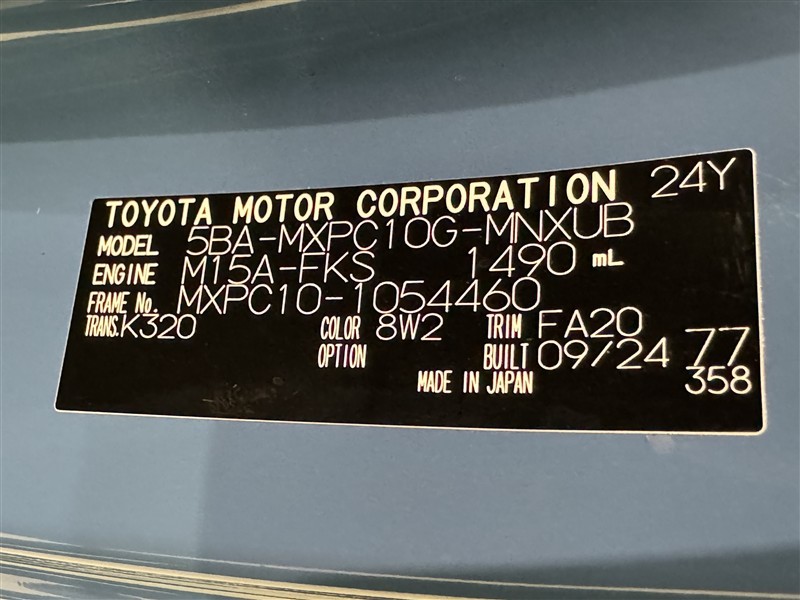 TOYOTA MOTOR CORPORATION 24Y
MODEL 5BA-MXPC10G-MNXUB
ENGINE M15A-FKS 1490 mL
FRAME No. MXPC10-1054460
TRANS. K320 COLOR 8W2 TRIM FA20
OPTION BUILT 09/24 77
MADE IN JAPAN 358